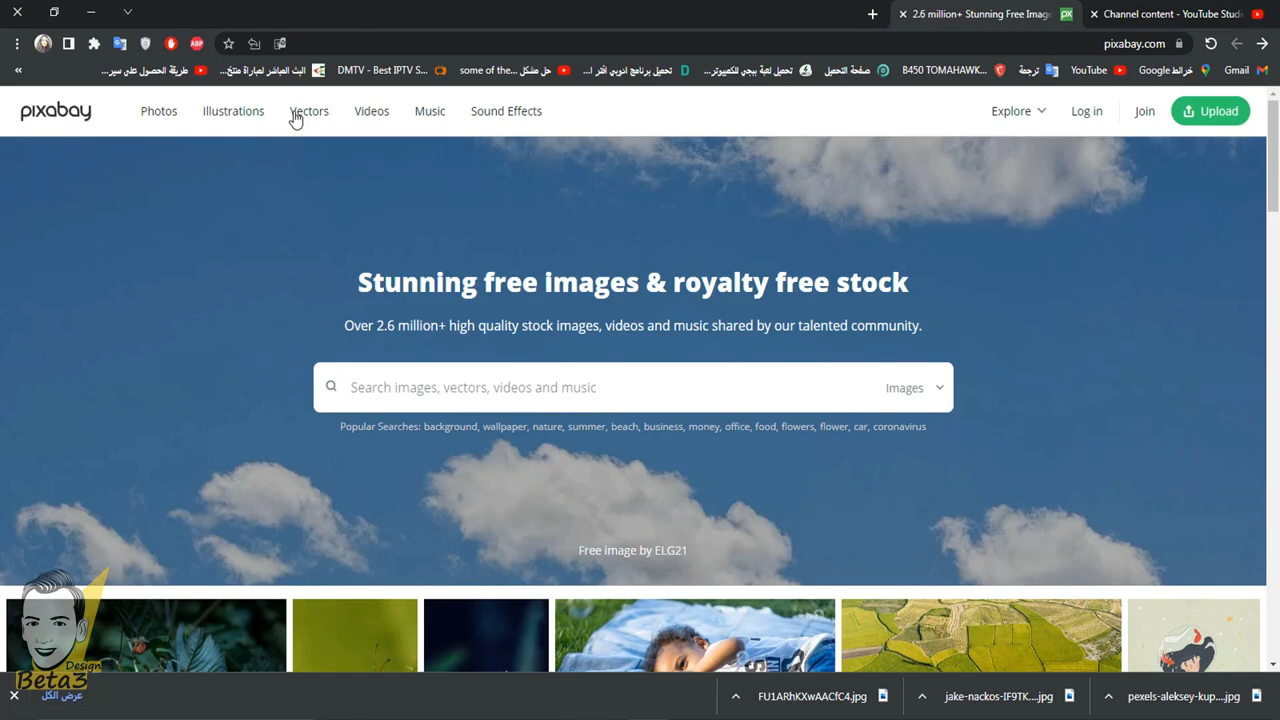 2.6 million+ Stunning Free Image
Channel content - YouTube Studi
pixabay.com
ABP
طريقة الحصول على سير...
البث المباشر لمباراة منتخ...
DMTV - Best IPTV S...
some of the... حل مشكل
تحميل برنامج انوبي افتر ا...
تحميل لعبة ببجي للكمبيوتر...
صفحة التحميل
B450 TOMAHAWK...
ترجمة
YouTube
خرائط Google
Gmail
pixabay
Photos
Illustrations
Vectors
Videos
Music
Sound Effects
Explore
Log in
Join
Upload
Stunning free images & royalty free stock
Over 2.6 million+ high quality stock images, videos and music shared by our talented community.
Search images, vectors, videos and music
Images
Popular Searches: background, wallpaper, nature, summer, beach, business, money, office, food, flowers, flower, car, coronavirus
Free image by ELG21
Design
Beta3
عرض الكل
FU1ARhKXwAACfC4.jpg
jake-nackos-IF9TK....jpg
pexels-aleksey-kup....jpg